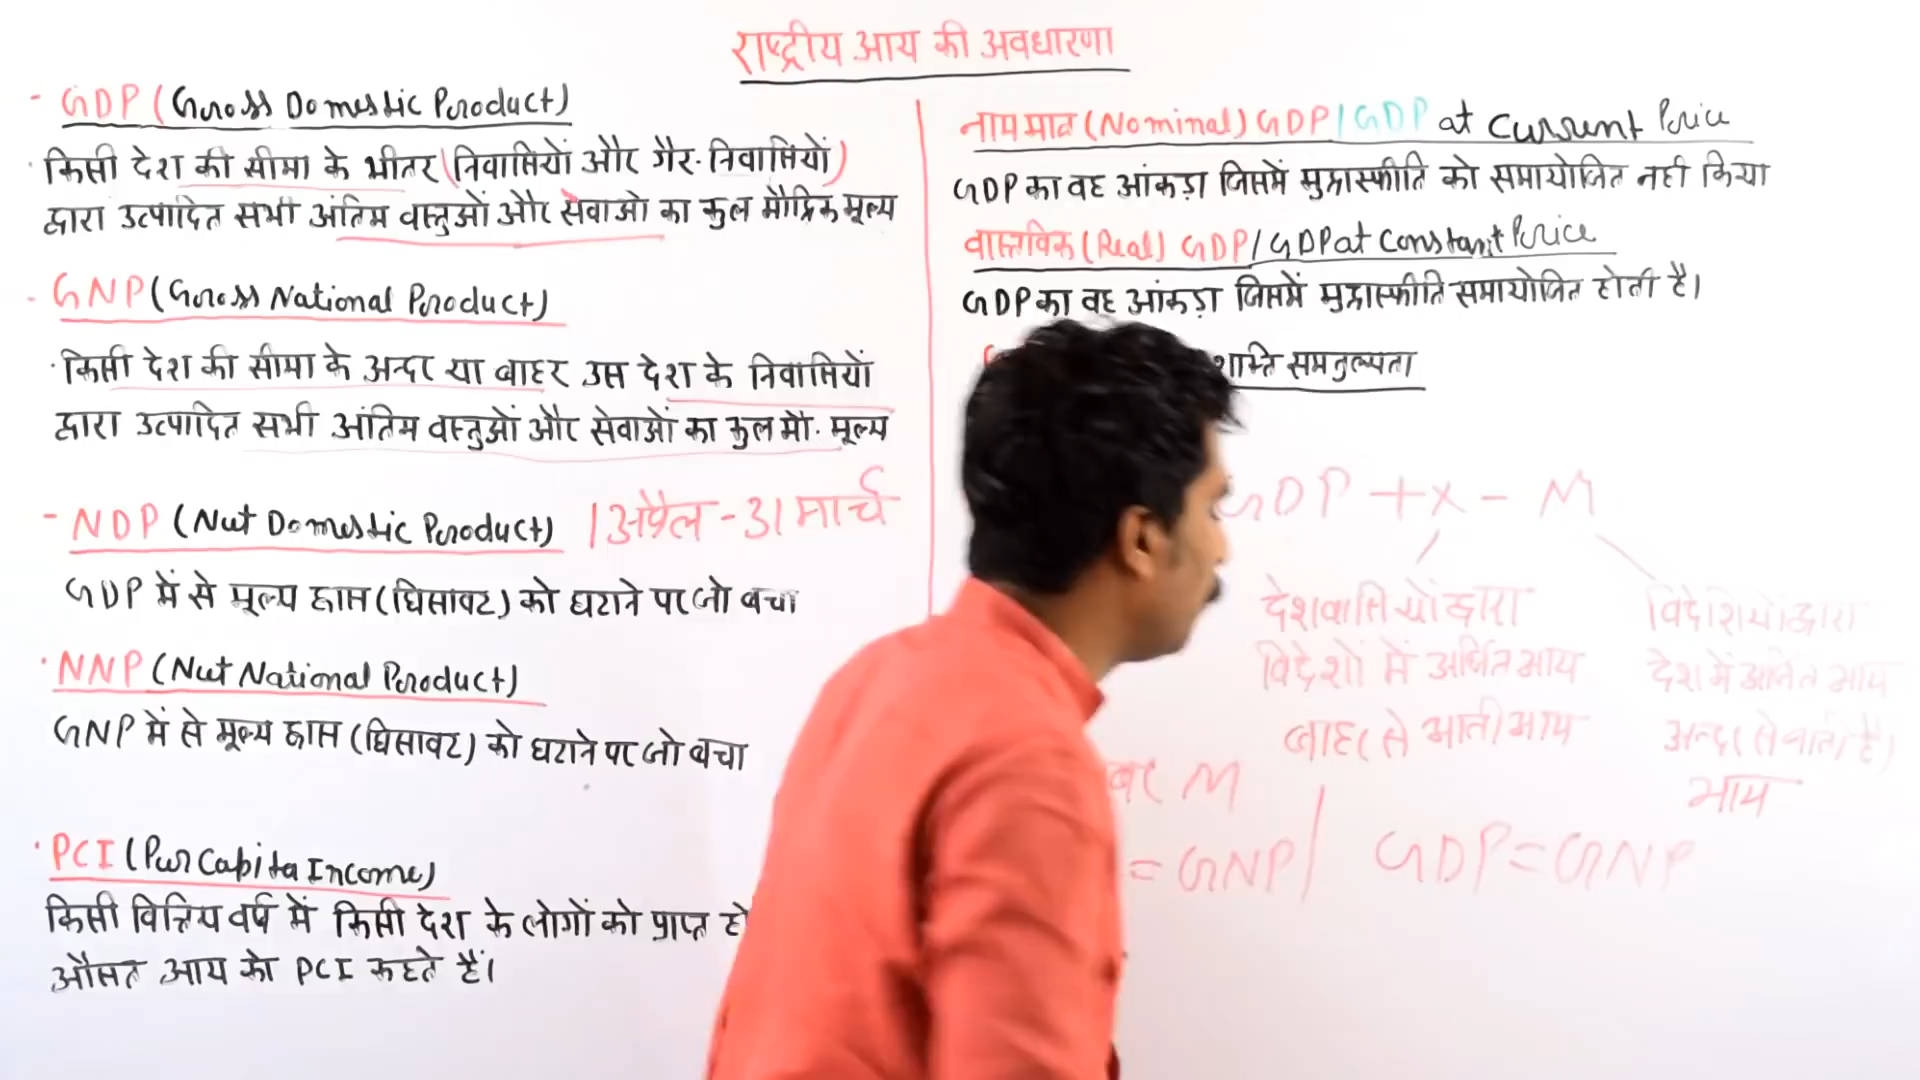 राष्ट्रीय आय की अवधारणा
- GDP (Gross Domestic Product)
किसी देश की सीमा के भीतर (निवासियों और गैर-निवासियों)
द्वारा उत्पादित सभी अंतिम वस्तुओं और सेवाओ का कुल मौद्रिक मूल्य
- GNP (Gross National Product)
· किसी देश की सीमा के अन्दर या बाहर उस देश के निवासियों
द्वारा उत्पादित सभी अंतिम वस्तुओं और सेवाओं का कुल मौ. मूल्य
- NDP (Net Domestic Product) 1 अप्रैल - 31 मार्च
GDP में से मूल्य ह्रास (घिसावट) को घटाने पर जो बचा
· NNP (Net National Product)
GNP में से मूल्य ह्रास (घिसावट) को घटाने पर जो बचा
· PCI (Per Capita Income)
किसी वित्तिय वर्ष में किसी देश के लोगों को प्राप्त
औसत आय को PCI कहते हैं।
नाममात्र (Nominal) GDP / GDP at Current Price
GDP का वह आंकड़ा जिसमें मुद्रास्फीति को समायोजित नही किया
वास्तविक (Real) GDP / GDP at Constant Price
GDP का वह आंकड़ा जिसमें मुद्रास्फीति समायोजित होती है।
समतुल्यता
GDP + X - M
देशवासियों द्वारा
विदेशों में अर्जित आय
बाहर से आती आय
विदेशियों द्वारा
देश में अर्जित आय
अन्दर से जाती है।
आय
M
= GNP / GDP = GNP